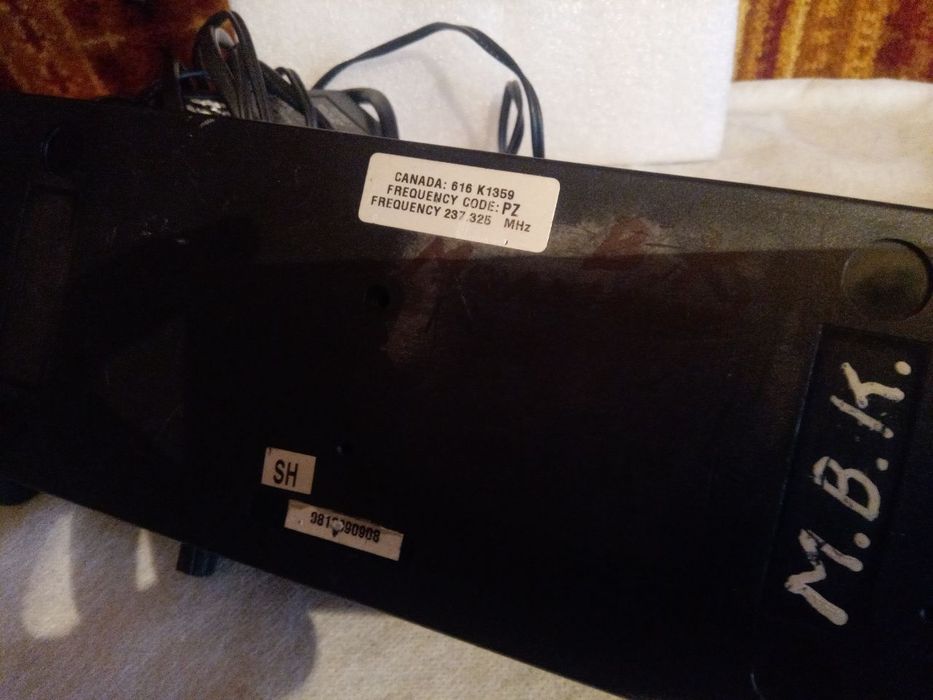 CANADA: 616 K1359
FREQUENCY CODE: PZ
FREQUENCY 237.325 MHz
SH
M.B.K.